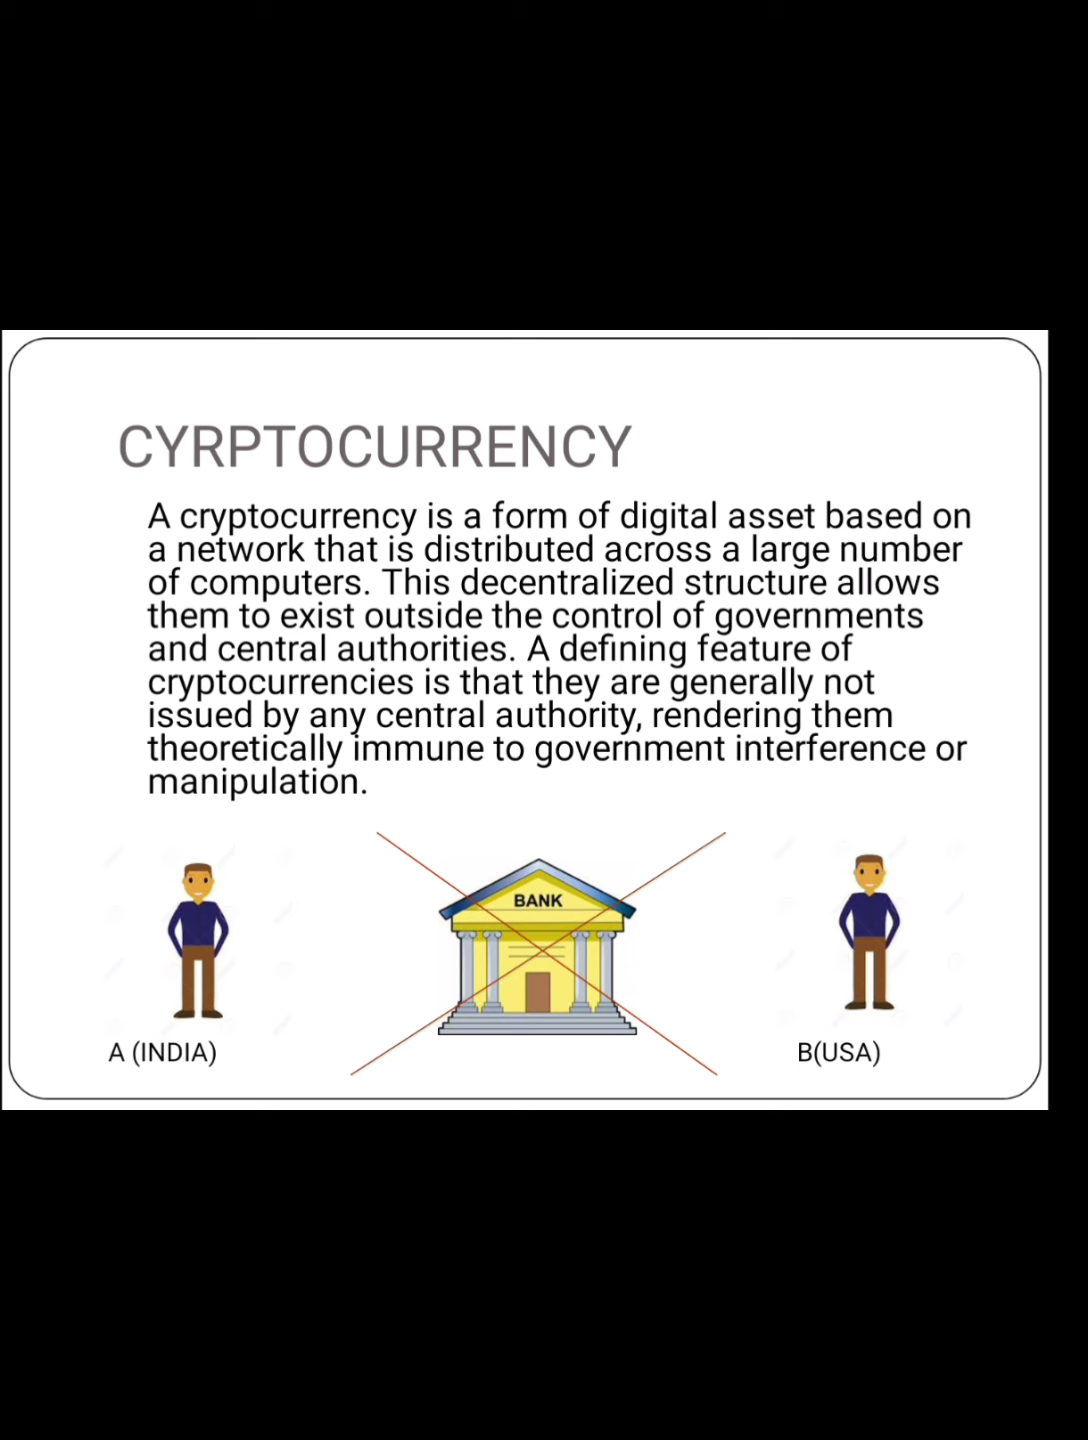 CYRPTOCURRENCY
A cryptocurrency is a form of digital asset based on
a network that is distributed across a large number
of computers. This decentralized structure allows
them to exist outside the control of governments
and central authorities. A defining feature of
cryptocurrencies is that they are generally not
issued by any central authority, rendering them
theoretically immune to government interference or
manipulation.
BANK
A (INDIA)
B(USA)